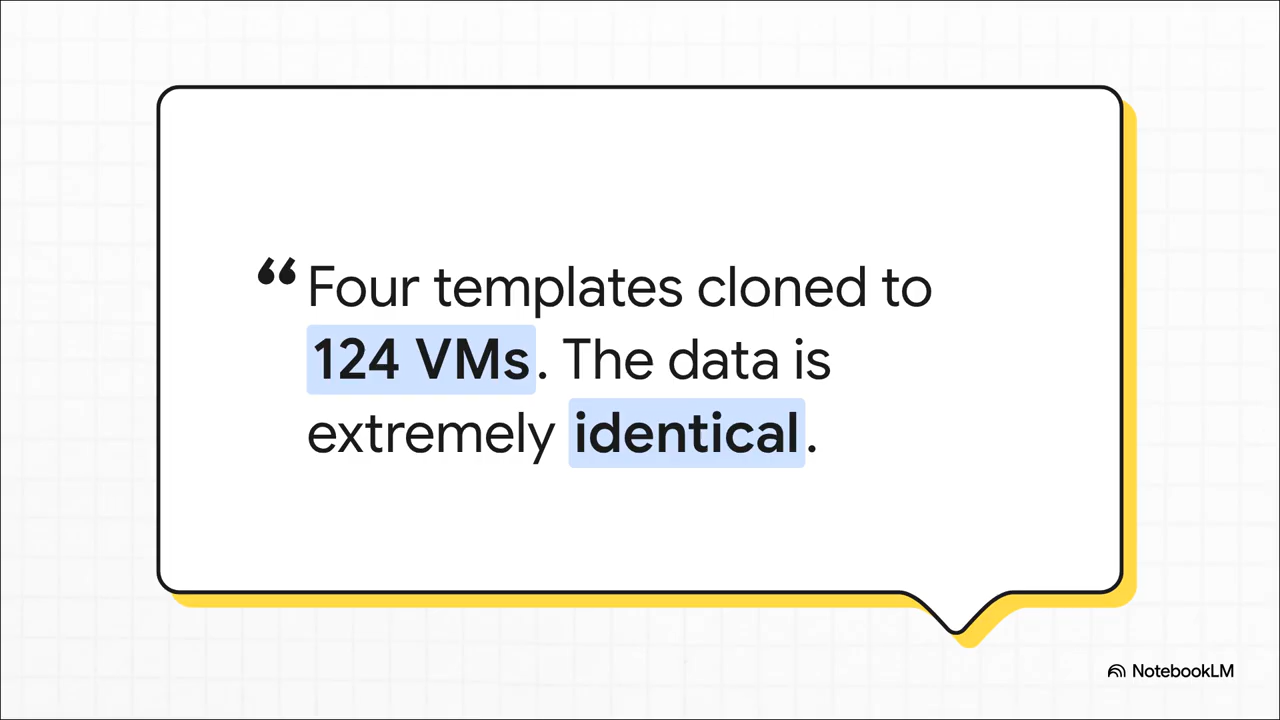 “Four templates cloned to
124 VMs. The data is
extremely identical.
NotebookLM